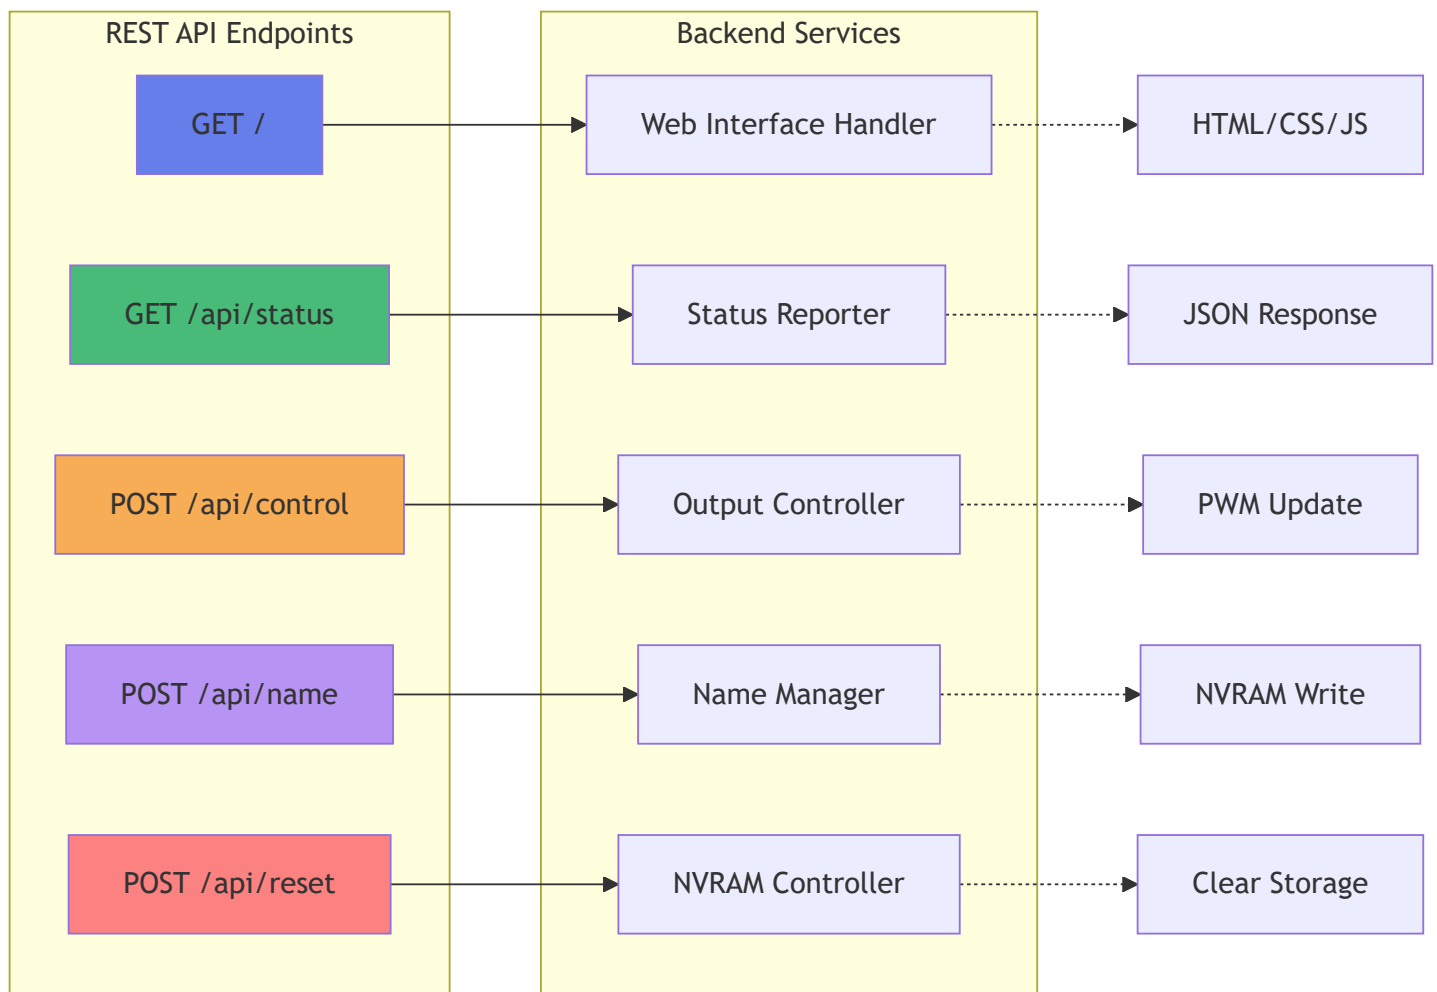 REST API Endpoints
Backend Services
GET /
Web Interface Handler
HTML/CSS/JS
GET /api/status
Status Reporter
JSON Response
POST /api/control
Output Controller
PWM Update
POST /api/name
Name Manager
NVRAM Write
POST /api/reset
NVRAM Controller
Clear Storage